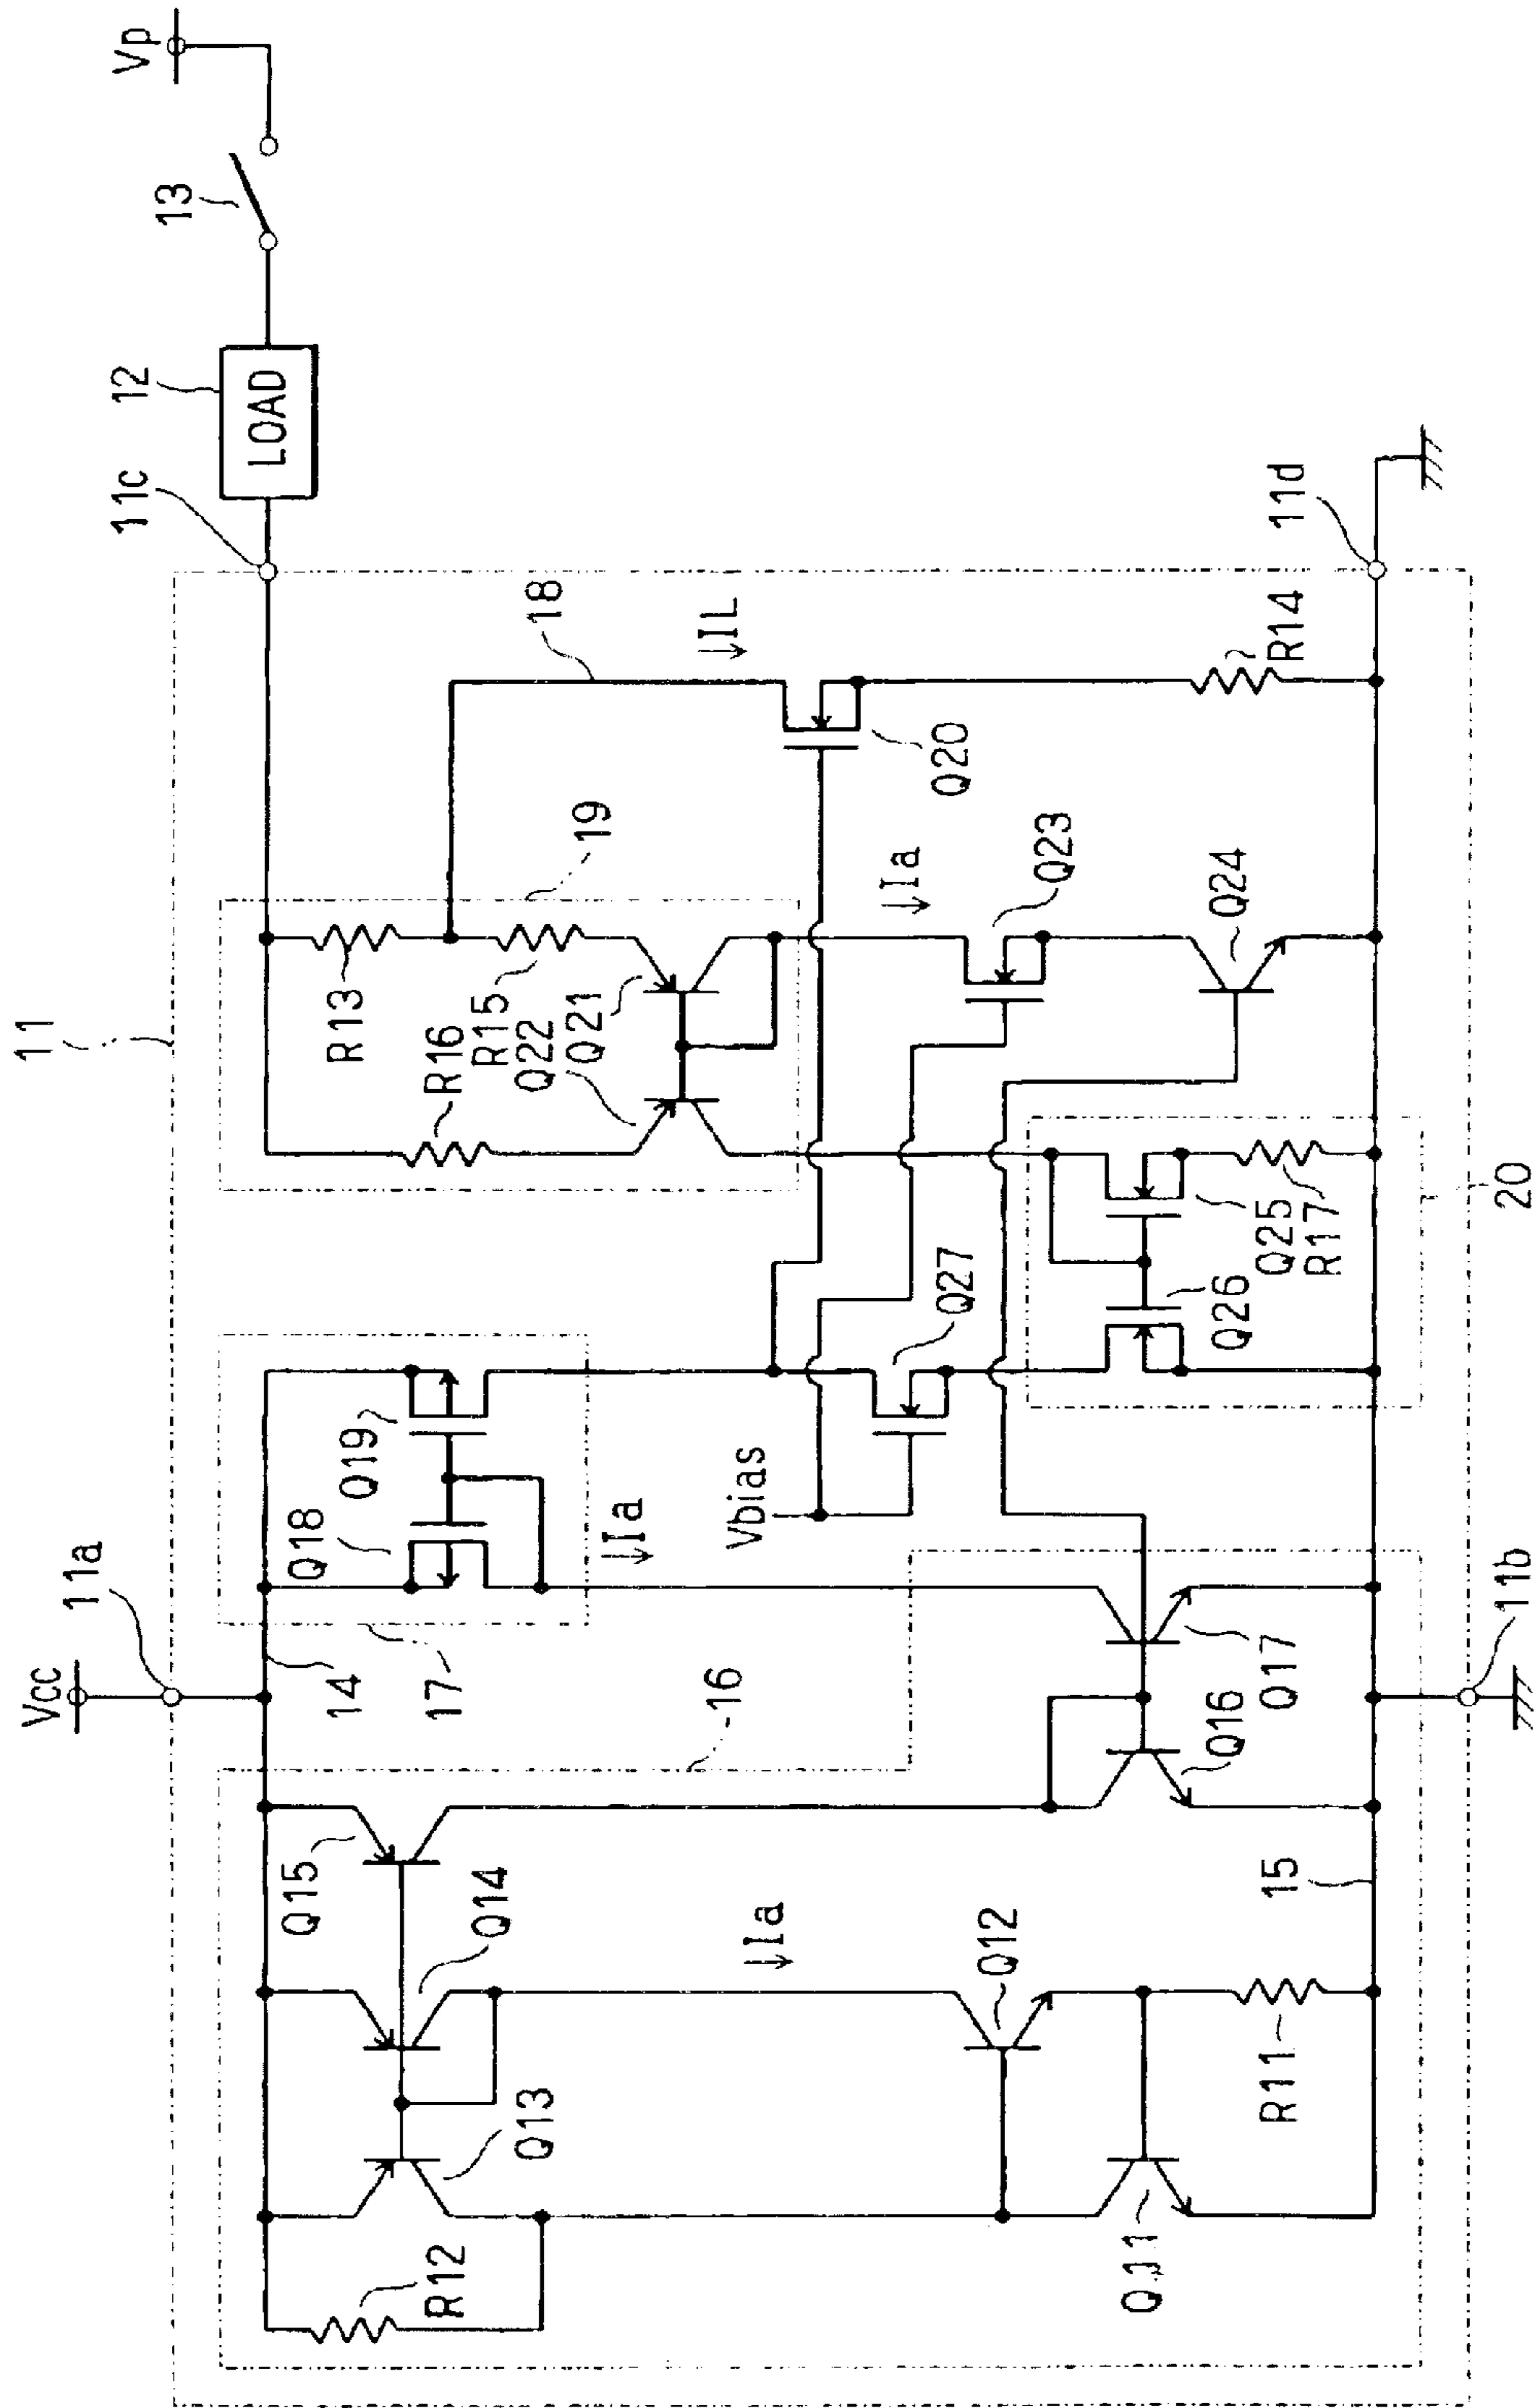 11
Vcc
11a
14
17
16
Q18
Q19
↓Ia
Q15
Q14
Q13
R12
↓Ia
Q12
Q11
R11
15
Q16
Q17
11b
Vbias
Q27
Q26
Q25
R17
20
R16
Q22
R15
Q21
R13
19
↓Ia
Q23
Q24
18
↓IL
Q20
R14
11c
11d
12
LOAD
13
Vp